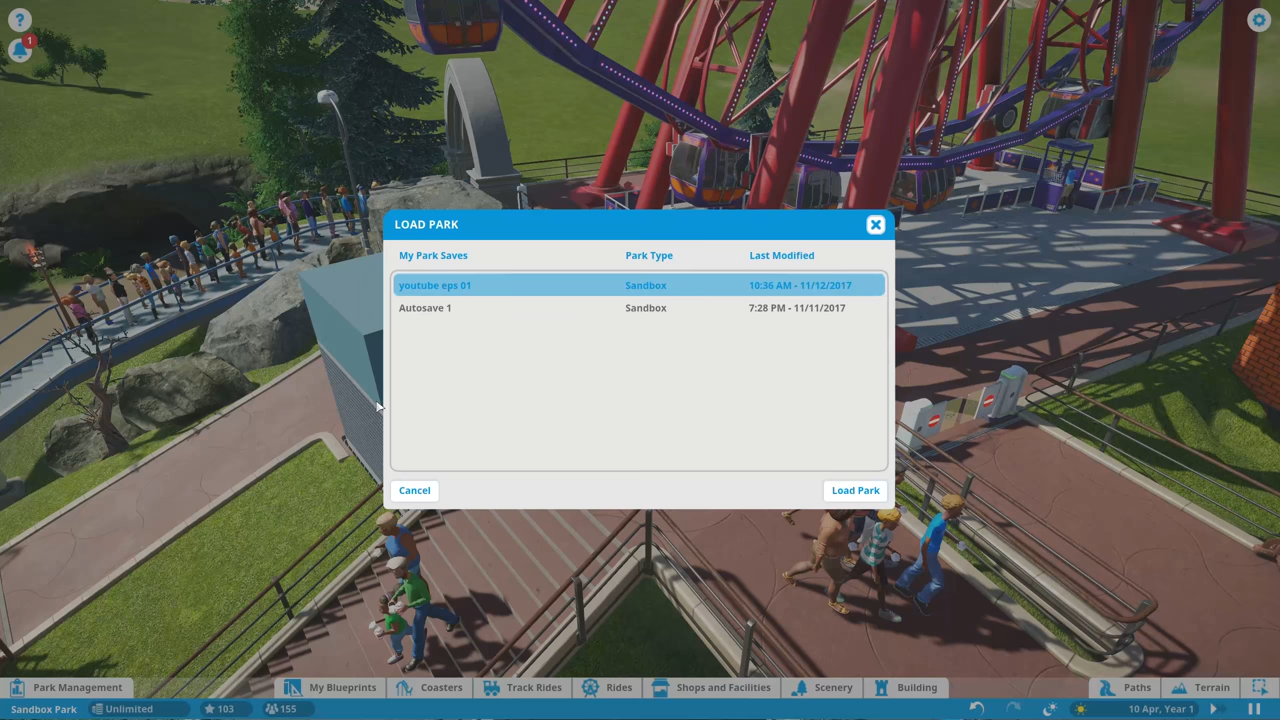 ?
1
LOAD PARK
My Park Saves Park Type Last Modified
youtube eps 01 Sandbox 10:36 AM - 11/12/2017
Autosave 1 Sandbox 7:28 PM - 11/11/2017
Cancel Load Park
Park Management My Blueprints Coasters Track Rides Rides Shops and Facilities Scenery Building Paths Terrain
Sandbox Park Unlimited 103 155 10 Apr, Year 1